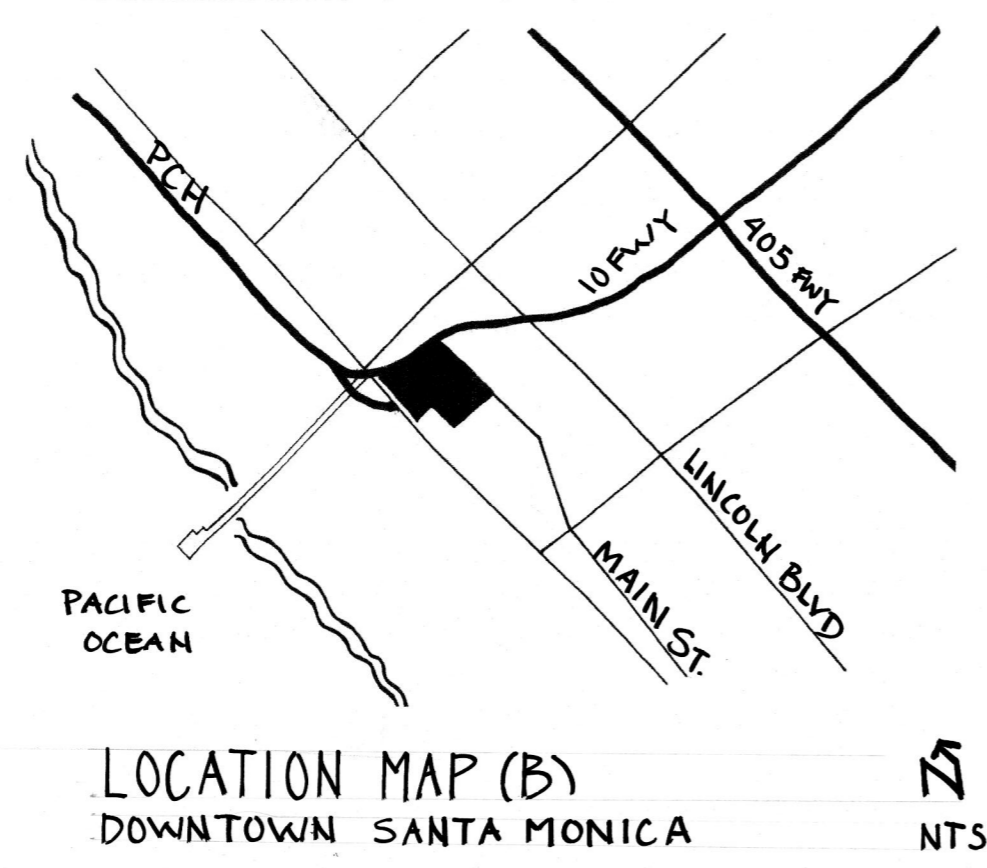 PCH
10 FWY
405 FWY
LINCOLN BLVD
MAIN ST.
PACIFIC
OCEAN
LOCATION MAP (B)
N
DOWNTOWN SANTA MONICA
NTS